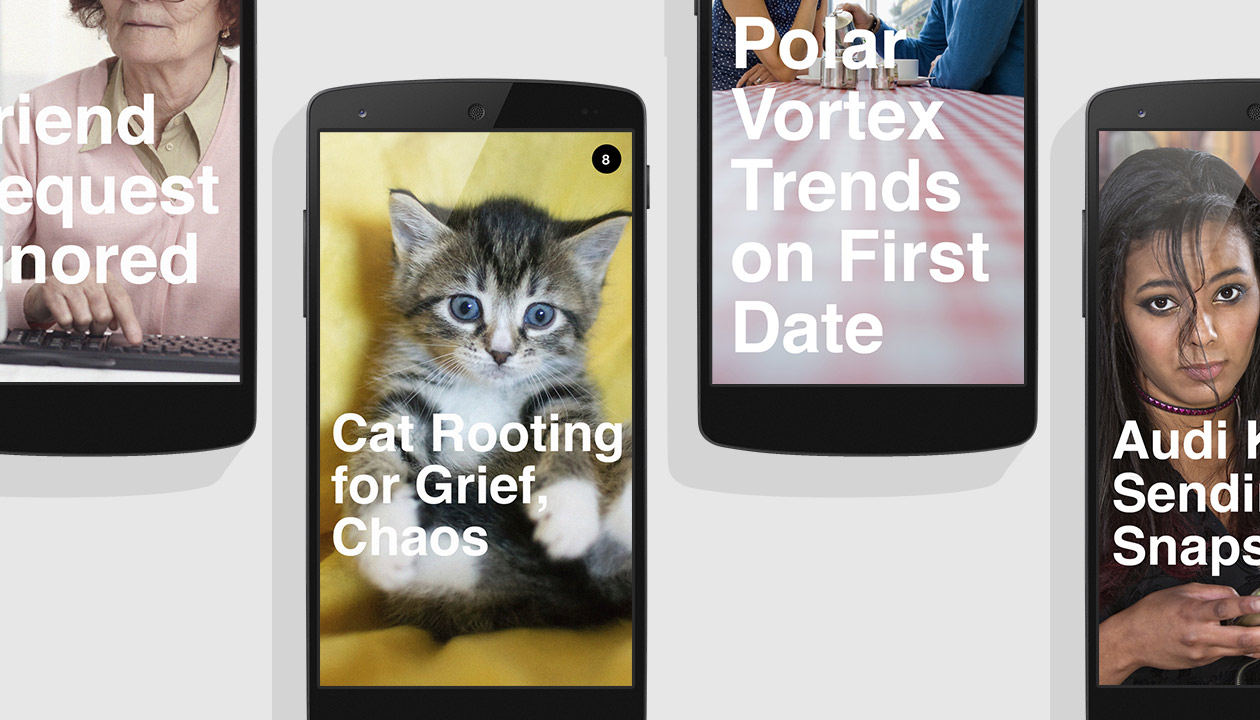 riend
equest
gnored
8
Cat Rooting
for Grief,
Chaos
Polar
Vortex
Trends
on First
Date
Audi
Sendi
Snaps